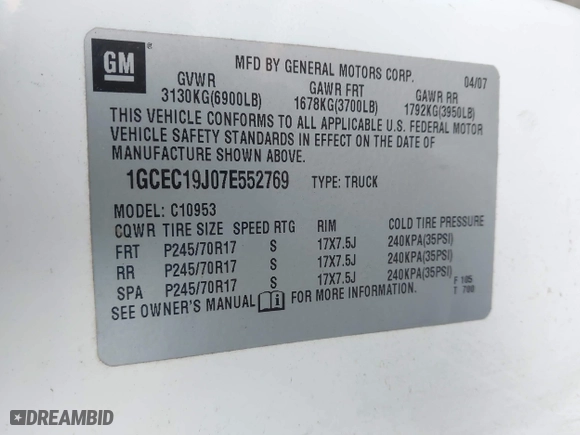 GM
®
MFD BY GENERAL MOTORS CORP. 04/07
GVWR GAWR FRT GAWR RR
3130KG(6900LB) 1678KG(3700LB) 1792KG(3950LB)
THIS VEHICLE CONFORMS TO ALL APPLICABLE U.S. FEDERAL MOTOR
VEHICLE SAFETY STANDARDS IN EFFECT ON THE DATE OF
MANUFACTURE SHOWN ABOVE.
1GCEC19J07E552769 TYPE: TRUCK
MODEL: C10953
CQWR TIRE SIZE SPEED RTG RIM COLD TIRE PRESSURE
FRT P245/70R17 S 17X7.5J 240KPA(35PSI)
RR P245/70R17 S 17X7.5J 240KPA(35PSI)
SPA P245/70R17 S 17X7.5J 240KPA(35PSI)
SEE OWNER'S MANUAL i FOR MORE INFORMATION. F 105
T 700
DREAMBID